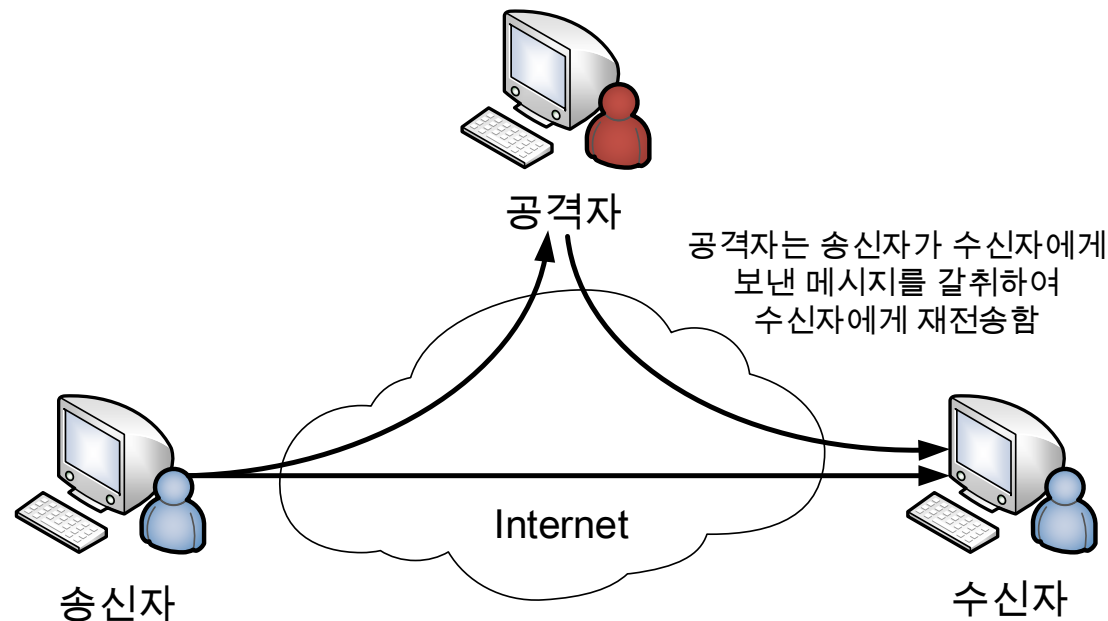 공격자
공격자는 송신자가 수신자에게
보낸 메시지를 갈취하여
수신자에게 재전송함
Internet
송신자
수신자